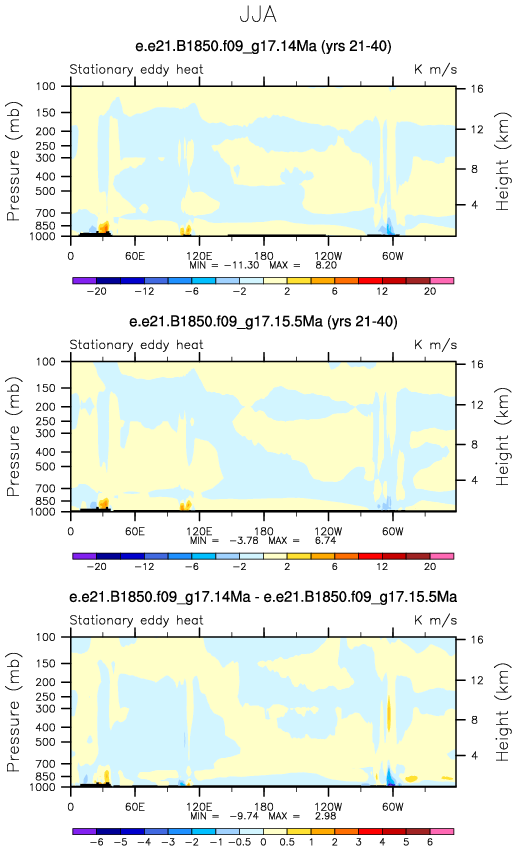 JJA
e.e21.B1850.f09_g17.14Ma (yrs 21-40)
Stationary eddy heat K m/s
Pressure (mb)
100
150
200
250
300
400
500
700
850
1000
16
12
8
4
Height (km)
0 60E 120E 180 120W 60W
MIN = -11.30 MAX = 8.20
-20 -12 -6 -2 2 6 12 20
e.e21.B1850.f09_g17.15.5Ma (yrs 21-40)
Stationary eddy heat K m/s
Pressure (mb)
100
150
200
250
300
400
500
700
850
1000
16
12
8
4
Height (km)
0 60E 120E 180 120W 60W
MIN = -3.78 MAX = 6.74
-20 -12 -6 -2 2 6 12 20
e.e21.B1850.f09_g17.14Ma - e.e21.B1850.f09_g17.15.5Ma
Stationary eddy heat K m/s
Pressure (mb)
100
150
200
250
300
400
500
700
850
1000
16
12
8
4
Height (km)
0 60E 120E 180 120W 60W
MIN = -9.74 MAX = 2.98
-6 -5 -4 -3 -2 -1 -0.5 0 0.5 1 2 3 4 5 6